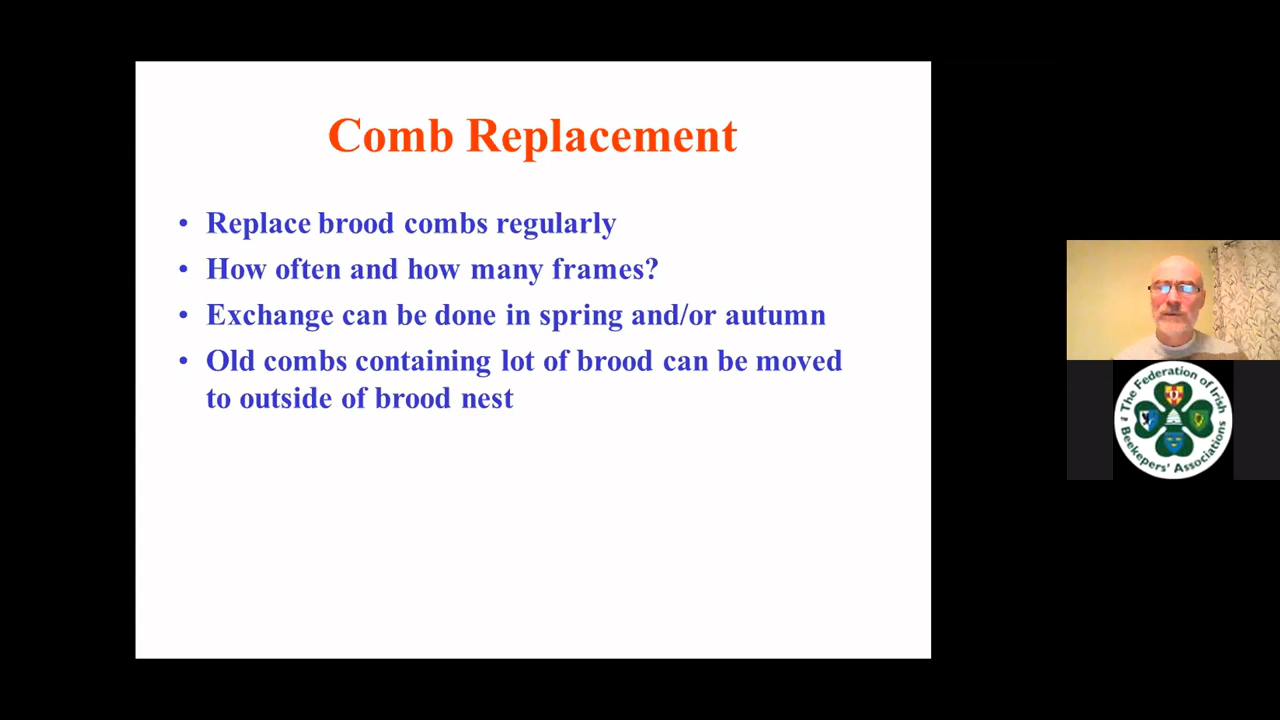 Comb Replacement
• Replace brood combs regularly
• How often and how many frames?
• Exchange can be done in spring and/or autumn
• Old combs containing lot of brood can be moved
to outside of brood nest
The Federation of Irish
Beekepers' Associations